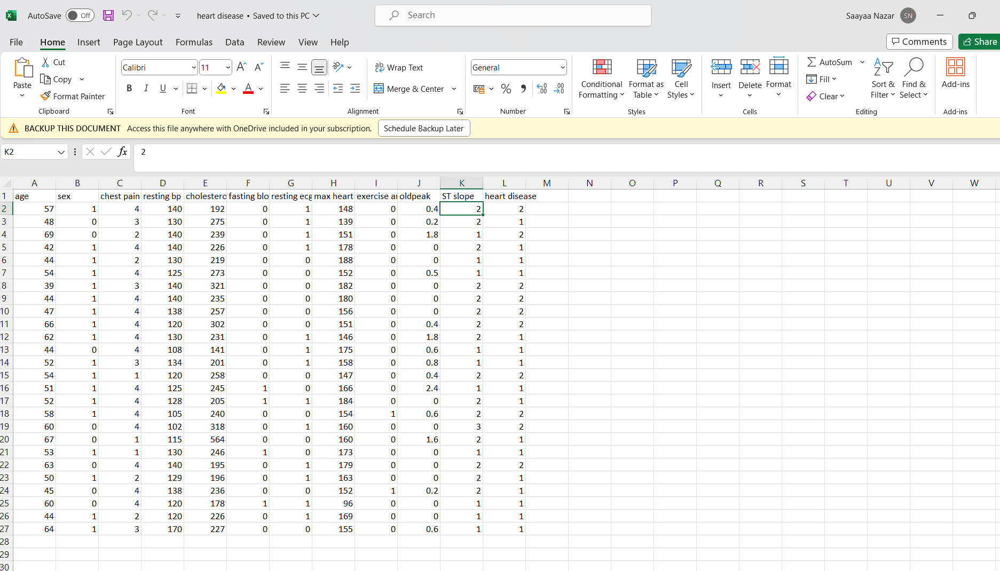 AutoSave Off heart disease • Saved to this PC Search Saayaa Nazar SN
File Home Insert Page Layout Formulas Data Review View Help Comments Share
Paste Cut Copy Format Painter Clipboard
Calibri 11 A A B I U A Font
Wrap Text Merge & Center Alignment
General % 9 .00 .00 Number
Conditional Formatting Format as Table Cell Styles Styles
Insert Delete Format Cells
AutoSum Fill Clear Sort & Filter Find & Select Editing
Add-ins Add-ins
BACKUP THIS DOCUMENT Access this file anywhere with OneDrive included in your subscription. Schedule Backup Later
K2 fx 2
A B C D E F G H I J K L M N O P Q R S T U V W
1 age sex chest pain resting bp cholesterc fasting blo resting ecg max heart exercise ai oldpeak ST slope heart disease
2 57 1 4 140 192 0 1 148 0 0.4 2 2
3 48 0 3 130 275 0 1 139 0 0.2 2 1
4 69 0 2 140 239 0 1 151 0 1.8 1 2
5 42 1 4 140 226 0 1 178 0 0 2 1
6 44 1 2 130 219 0 0 188 0 0 1 1
7 54 1 4 125 273 0 0 152 0 0.5 1 1
8 39 1 3 140 321 0 0 182 0 0 2 2
9 44 1 4 140 235 0 0 180 0 0 2 2
10 47 1 4 138 257 0 0 156 0 0 2 2
11 66 1 4 120 302 0 0 151 0 0.4 2 2
12 62 1 4 130 231 0 1 146 0 1.8 2 1
13 44 0 4 108 141 0 1 175 0 0.6 1 1
14 52 1 3 134 201 0 1 158 0 0.8 1 1
15 54 1 1 120 258 0 0 147 0 0.4 2 2
16 51 1 4 125 245 1 0 166 0 2.4 1 1
17 52 1 4 128 205 1 1 184 0 0 2 1
18 58 1 4 105 240 0 0 154 1 0.6 2 2
19 60 0 4 102 318 0 1 160 0 0 3 2
20 67 0 1 115 564 0 0 160 0 1.6 2 1
21 53 1 1 130 246 1 0 173 0 0 1 1
22 63 0 4 140 195 0 1 179 0 0 2 2
23 50 1 2 129 196 0 1 163 0 0 2 1
24 45 0 4 138 236 0 0 152 1 0.2 2 1
25 60 0 4 120 178 1 1 96 0 0 1 1
26 44 1 2 120 226 0 1 169 0 0 1 1
27 64 1 3 170 227 0 0 155 0 0.6 1 1
28
29
30